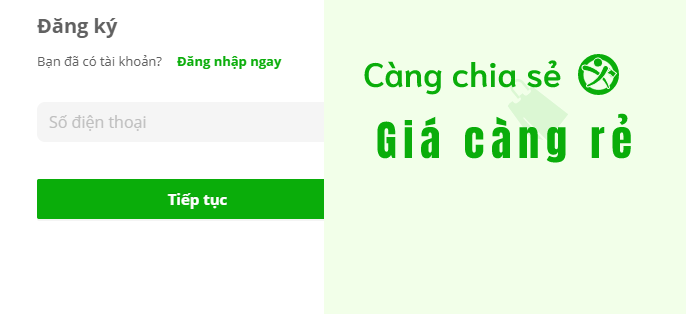 Đăng ký
Bạn đã có tài khoản? Đăng nhập ngay
Số điện thoại
Tiếp tục
Càng chia sẻ
Giá càng rẻ